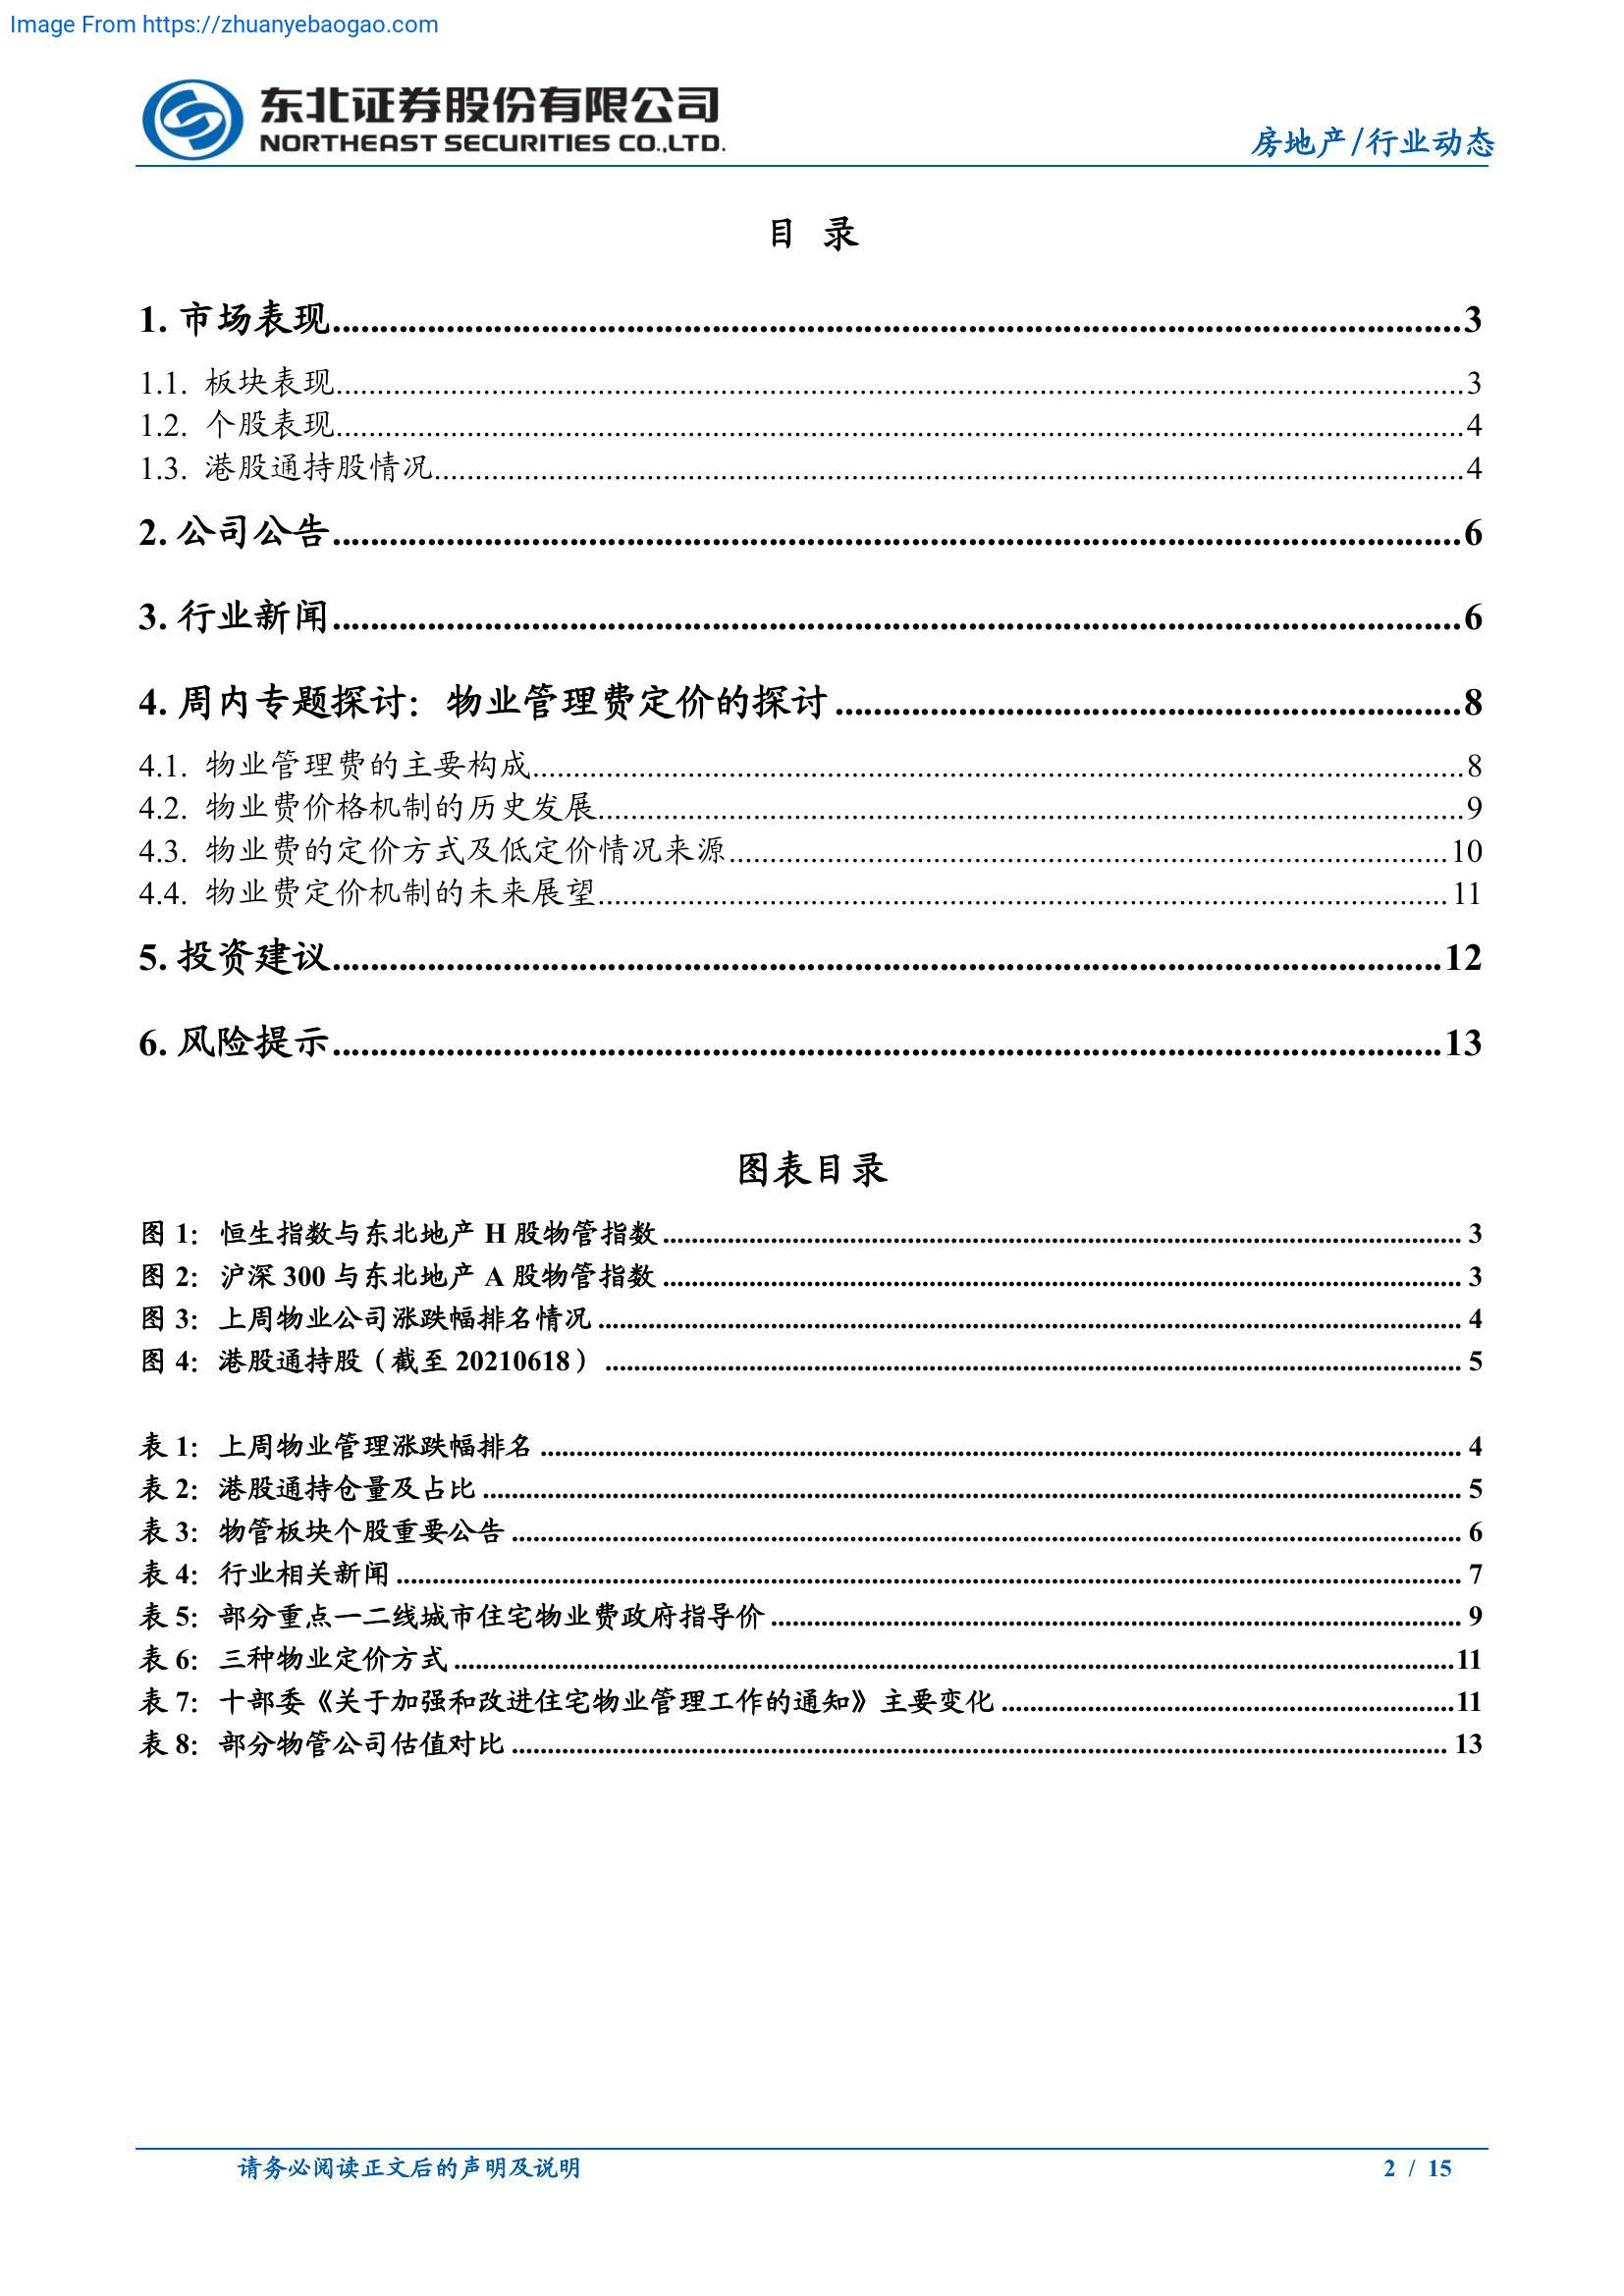 Image From https://zhuanyebaogao.com
东北证券股份有限公司
NORTHEAST SECURITIES CO.,LTD.
房地产/行业动态
目 录
1. 市场表现....................3
1.1. 板块表现....................3
1.2. 个股表现....................4
1.3. 港股通持股情况....................4
2. 公司公告....................6
3. 行业新闻....................6
4. 周内专题探讨：物业管理费定价的探讨....................8
4.1. 物业管理费的主要构成....................8
4.2. 物业费价格机制的历史发展....................9
4.3. 物业费的定价方式及低定价情况来源....................10
4.4. 物业费定价机制的未来展望....................11
5. 投资建议....................12
6. 风险提示....................13
图表目录
图 1：恒生指数与东北地产 H 股物管指数....................3
图 2：沪深 300 与东北地产 A 股物管指数....................3
图 3：上周物业公司涨跌幅排名情况....................4
图 4：港股通持股（截至 20210618）....................5
表 1：上周物业管理涨跌幅排名....................4
表 2：港股通持仓量及占比....................5
表 3：物管板块个股重要公告....................6
表 4：行业相关新闻....................7
表 5：部分重点一二线城市住宅物业费政府指导价....................9
表 6：三种物业定价方式....................11
表 7：十部委《关于加强和改进住宅物业管理工作的通知》主要变化....................11
表 8：部分物管公司估值对比....................13
请务必阅读正文后的声明及说明
2 / 15